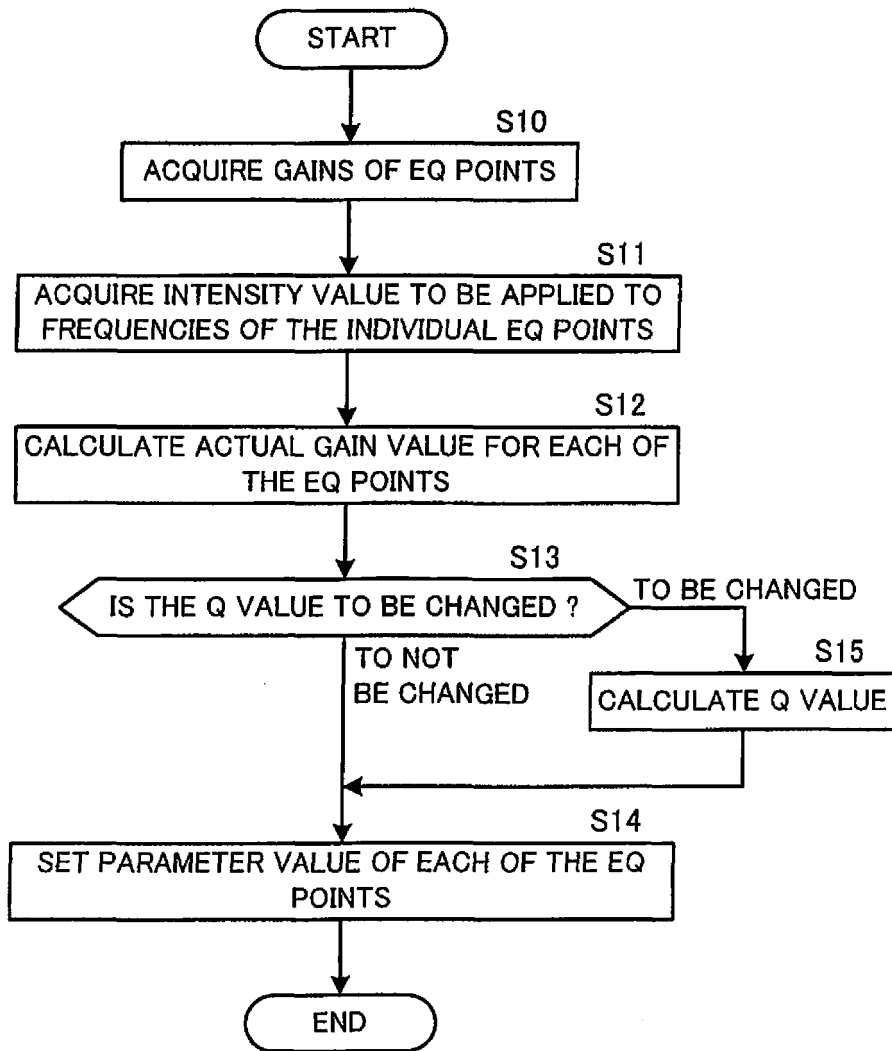 START
S10
ACQUIRE GAINS OF EQ POINTS
S11
ACQUIRE INTENSITY VALUE TO BE APPLIED TO
FREQUENCIES OF THE INDIVIDUAL EQ POINTS
S12
CALCULATE ACTUAL GAIN VALUE FOR EACH OF
THE EQ POINTS
S13
IS THE Q VALUE TO BE CHANGED ?
TO BE CHANGED
TO NOT
BE CHANGED
S15
CALCULATE Q VALUE
S14
SET PARAMETER VALUE OF EACH OF THE EQ
POINTS
END